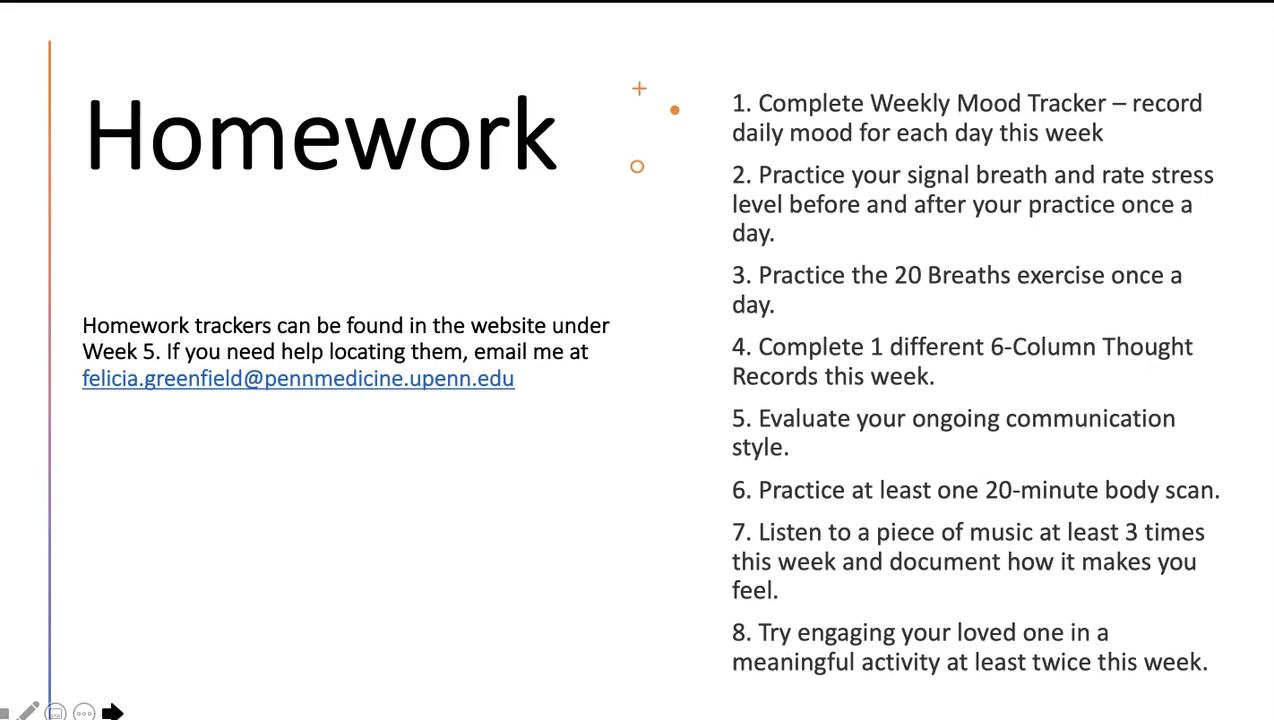 Homework
Homework trackers can be found in the website under
Week 5. If you need help locating them, email me at
felicia.greenfield@pennmedicine.upenn.edu
1. Complete Weekly Mood Tracker – record
daily mood for each day this week
2. Practice your signal breath and rate stress
level before and after your practice once a
day.
3. Practice the 20 Breaths exercise once a
day.
4. Complete 1 different 6-Column Thought
Records this week.
5. Evaluate your ongoing communication
style.
6. Practice at least one 20-minute body scan.
7. Listen to a piece of music at least 3 times
this week and document how it makes you
feel.
8. Try engaging your loved one in a
meaningful activity at least twice this week.